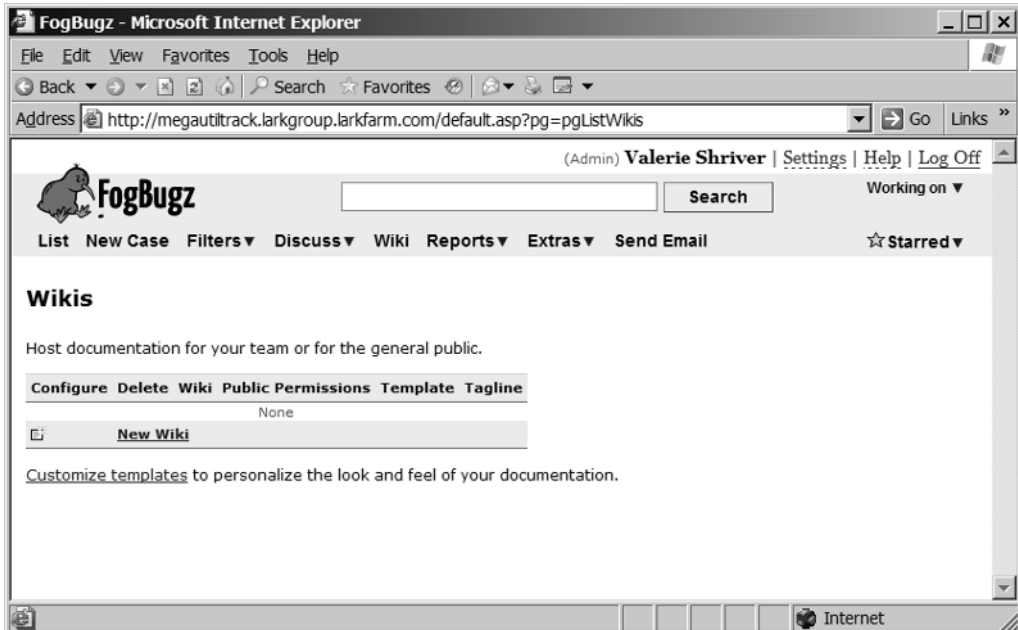 FogBugz - Microsoft Internet Explorer
File Edit View Favorites Tools Help
Back Search Favorites
Address http://megautiltrack.larkgroup.larkfarm.com/default.asp?pg=pgListWikis Go Links »
(Admin) Valerie Shriver | Settings | Help | Log Off
FogBugz Search Working on ▼
List New Case Filters ▼ Discuss ▼ Wiki Reports ▼ Extras ▼ Send Email ☆ Starred ▼
Wikis
Host documentation for your team or for the general public.
Configure Delete Wiki Public Permissions Template Tagline
None
New Wiki
Customize templates to personalize the look and feel of your documentation.
Internet